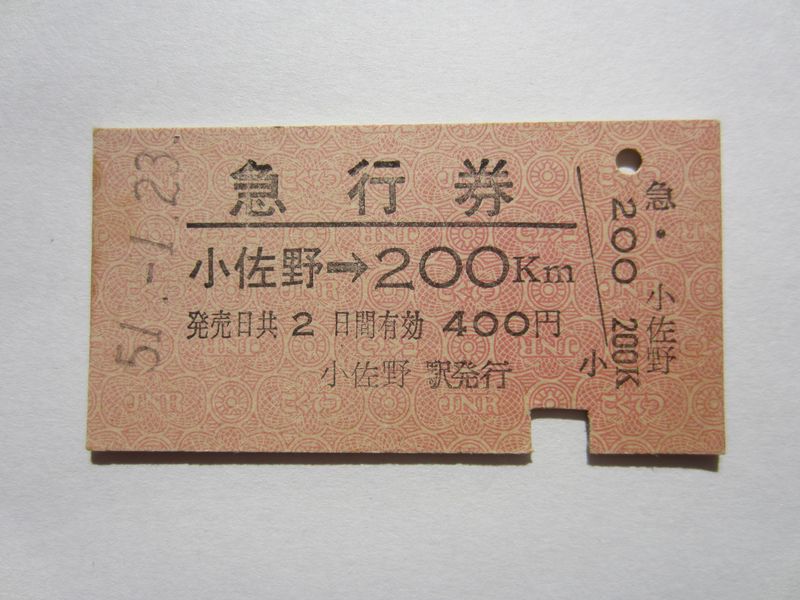 急行券
小佐野➡200Km
発売日共2日間有効 400円
小佐野駅発行
51.-1.23.
急・小佐野
200
200K
小
JNR